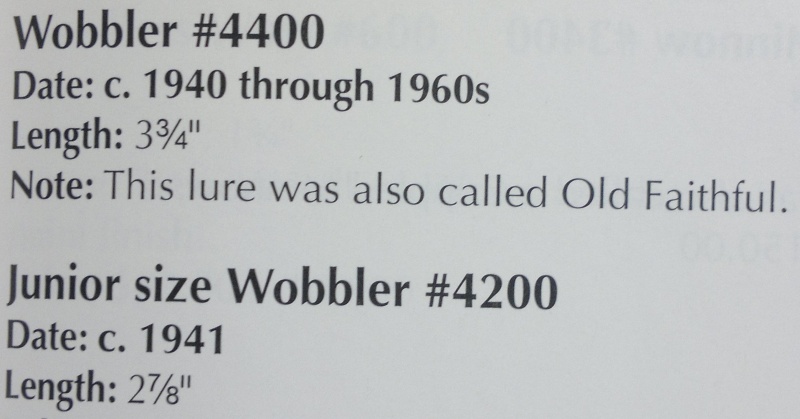 Wobbler #4400
Date: c. 1940 through 1960s
Length: 3¾"
Note: This lure was also called Old Faithful.
Junior size Wobbler #4200
Date: c. 1941
Length: 2⅞"